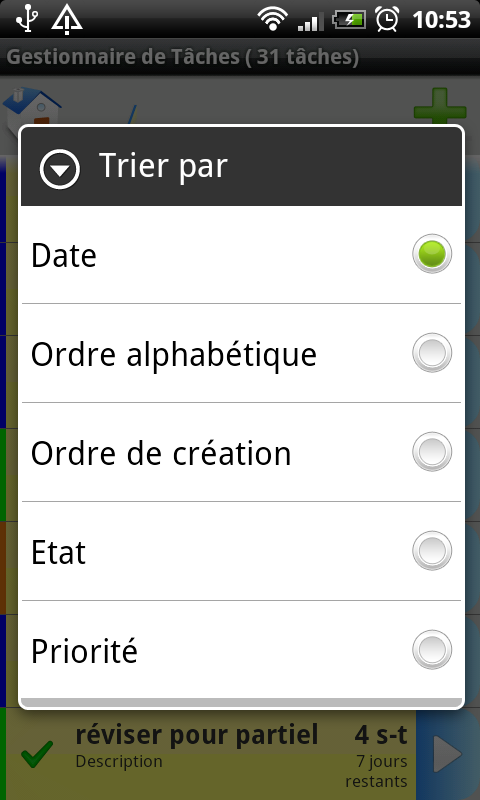 10:53
Gestionnaire de Tâches ( 31 tâches)
/
Trier par
Date
Ordre alphabétique
Ordre de création
Etat
Priorité
réviser pour partiel 4 s-t
Description 7 jours
restants